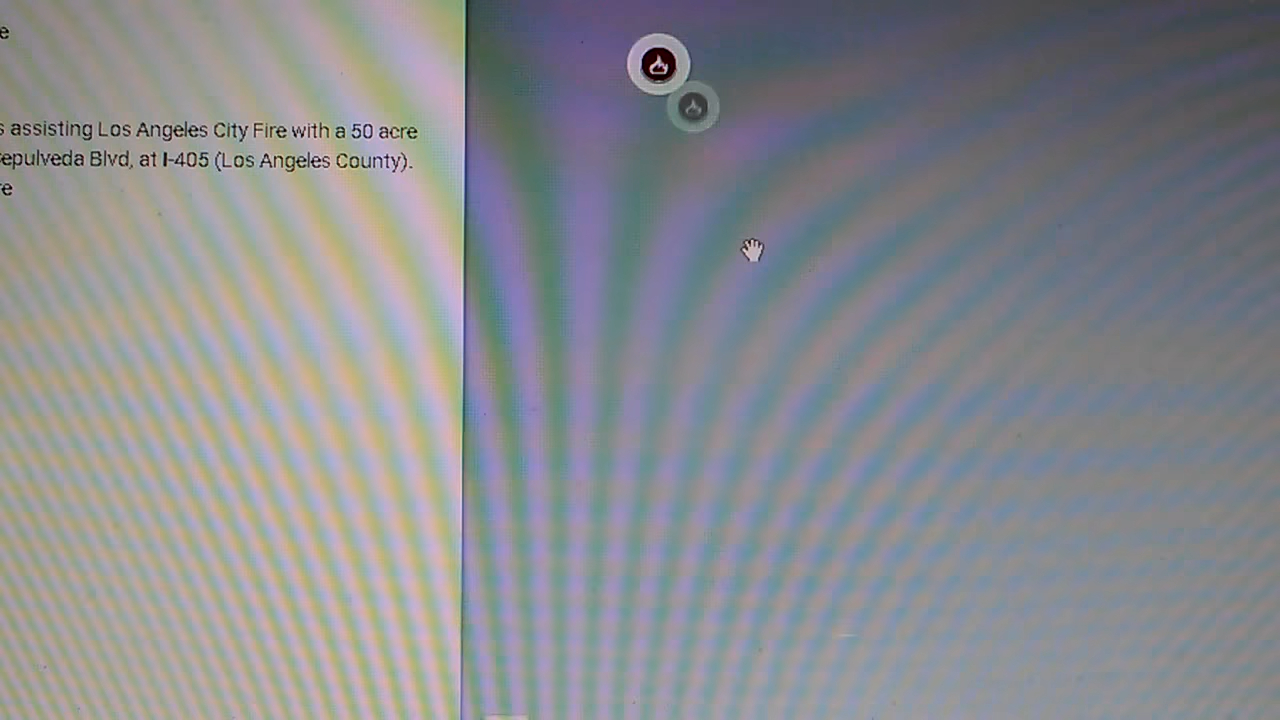 e
s assisting Los Angeles City Fire with a 50 acre
epulveda Blvd, at I-405 (Los Angeles County).
re